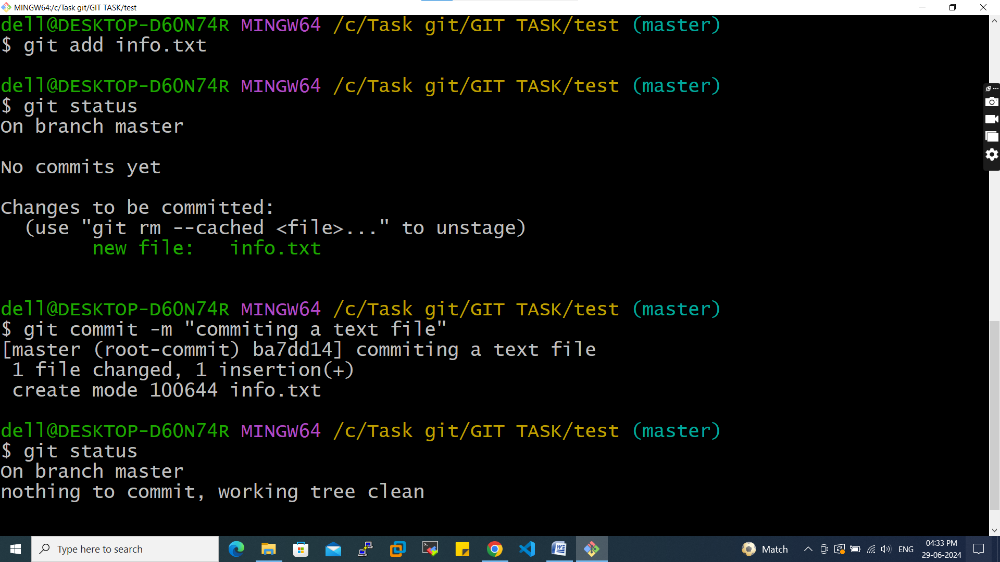 MINGW64:/c/Task git/GIT TASK/test
dell@DESKTOP-D6ON74R MINGW64 /c/Task git/GIT TASK/test (master)
$ git add info.txt
dell@DESKTOP-D6ON74R MINGW64 /c/Task git/GIT TASK/test (master)
$ git status
On branch master
No commits yet
Changes to be committed:
  (use "git rm --cached <file>..." to unstage)
        new file:   info.txt
dell@DESKTOP-D6ON74R MINGW64 /c/Task git/GIT TASK/test (master)
$ git commit -m "commiting a text file"
[master (root-commit) ba7dd14] commiting a text file
 1 file changed, 1 insertion(+)
 create mode 100644 info.txt
dell@DESKTOP-D6ON74R MINGW64 /c/Task git/GIT TASK/test (master)
$ git status
On branch master
nothing to commit, working tree clean
Type here to search
Match
ENG
04:33 PM
29-06-2024